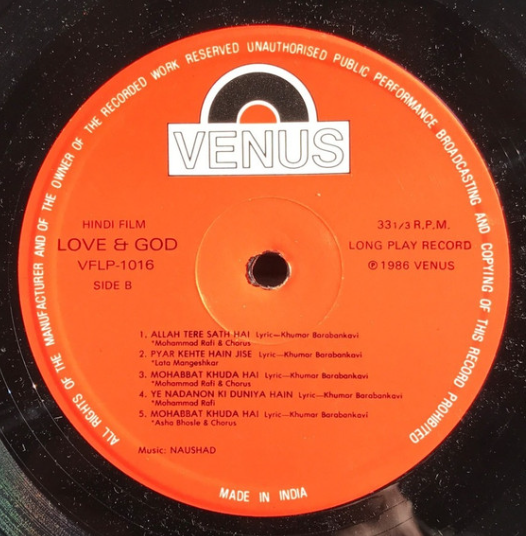 ALL RIGHTS OF THE MANUFACTURER AND OF THE OWNER OF THE RECORDED WORK RESERVED UNAUTHORISED PUBLIC PERFORMANCE BROADCASTING AND COPYING OF THIS RECORD PROHIBITED
VENUS
HINDI FILM
LOVE & GOD
VFLP-1016
SIDE B
33 1/3 R.P.M.
LONG PLAY RECORD
℗ 1986 VENUS
1. ALLAH TERE SATH HAI Lyric—Khumar Barabankavi
*Mohammad Rafi & Chorus
2. PYAR KEHTE HAIN JISE Lyric—Khumar Barabankavi
*Lata Mangeshkar
3. MOHABBAT KHUDA HAI Lyric—Khumar Barabankavi
*Mohammad Rafi & Chorus
4. YE NADANON KI DUNIYA HAIN Lyric—Khumar Barabankavi
*Mohammad Rafi
5. MOHABBAT KHUDA HAI Lyric—Khumar Barabankavi
*Asha Bhosle & Chorus
Music: NAUSHAD
MADE IN INDIA